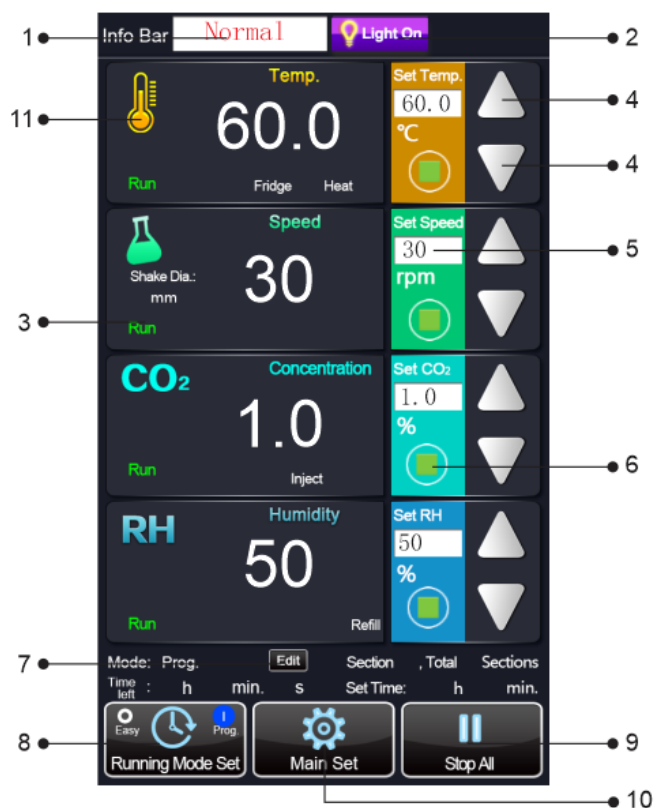 1 Info Bar Normal Light On 2
Temp. Set Temp.
60.0 60.0 4
11 ℃
Run Fridge Heat 4
Speed Set Speed
30 30 5
Shake Dia.: rpm
mm
3 Run
CO₂ Concentration Set CO₂
1.0 1.0
%
Run Inject 6
RH Humidity Set RH
50 50
%
Run Refill
7 Mode: Prog. Edit Section , Total Sections
Time left : h min. s Set Time: h min.
8 Easy Prog. 9
Running Mode Set Main Set Stop All
10